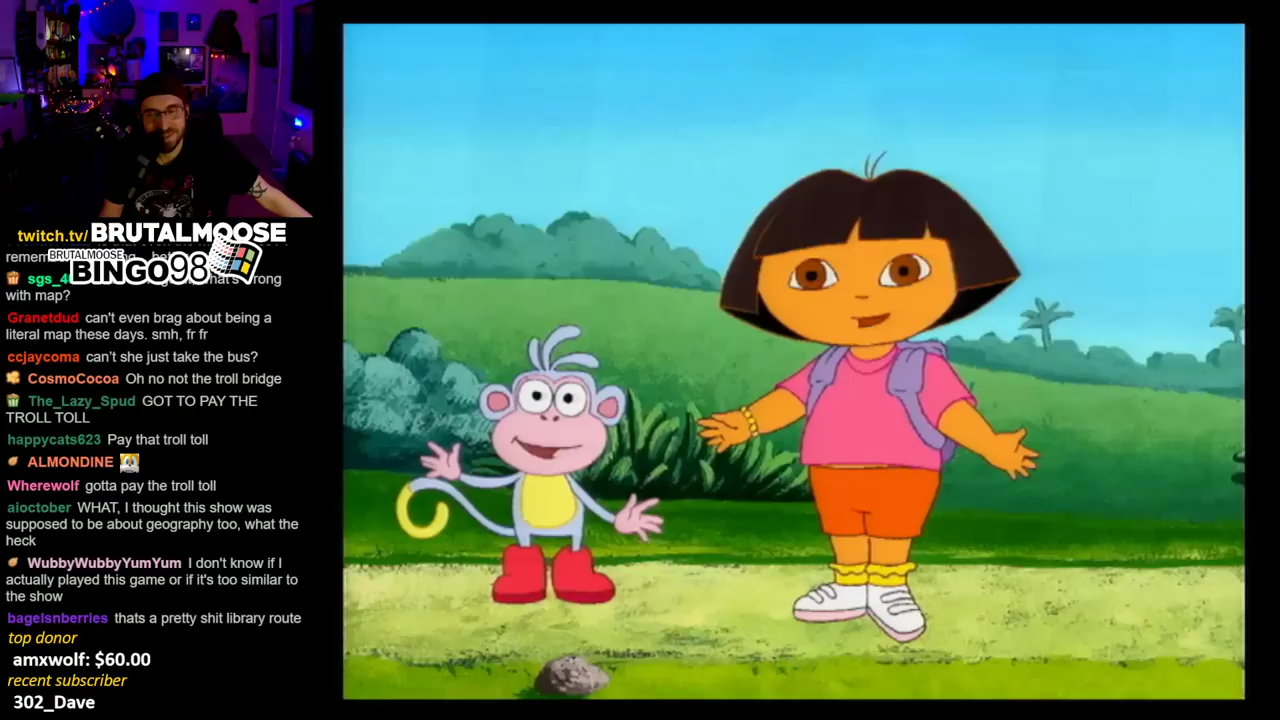 twitch.tv/BRUTALMOOSE
BRUTALMOOSE
BINGO98
with map?
Granetdud can't even brag about being a
literal map these days. smh, fr fr
ccjaycoma can't she just take the bus?
CosmoCocoa Oh no not the troll bridge
The_Lazy_Spud GOT TO PAY THE
TROLL TOLL
happycats623 Pay that troll toll
ALMONDINE
Wherewolf gotta pay the troll toll
aioctober WHAT, I thought this show was
supposed to be about geography too, what the
heck
WubbyWubbyYumYum I don't know if I
actually played this game or if it's too similar to
the show
bagelsnberries thats a pretty shit library route
top donor
amxwolf: $60.00
recent subscriber
302_Dave